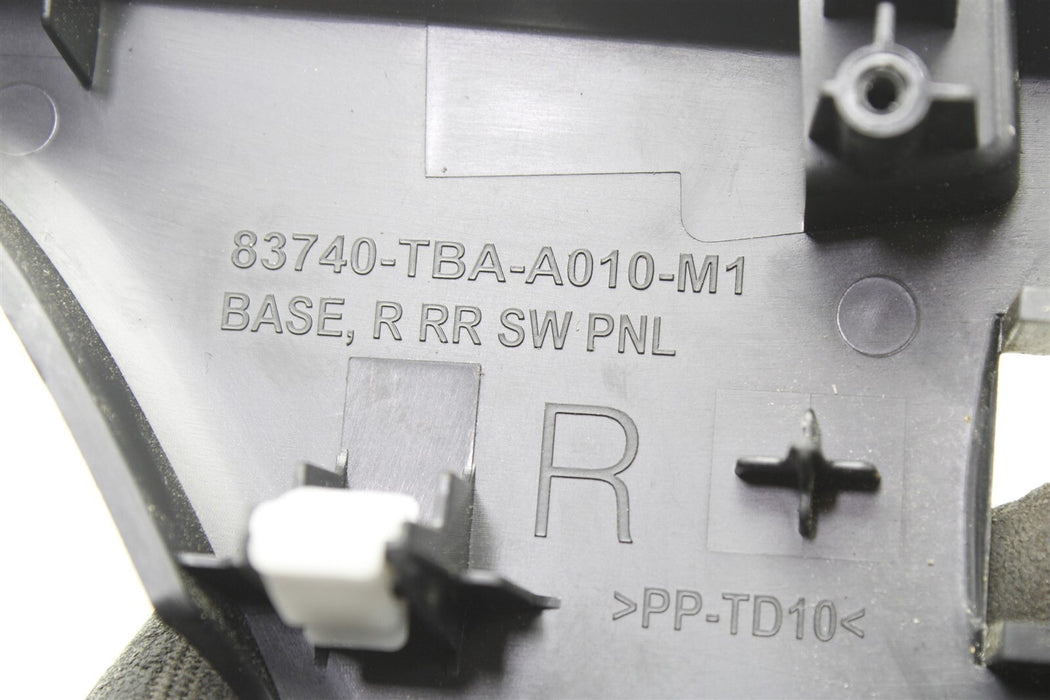 83740-TBA-A010-M1
BASE, R RR SW PNL
R
>PP-TD10<